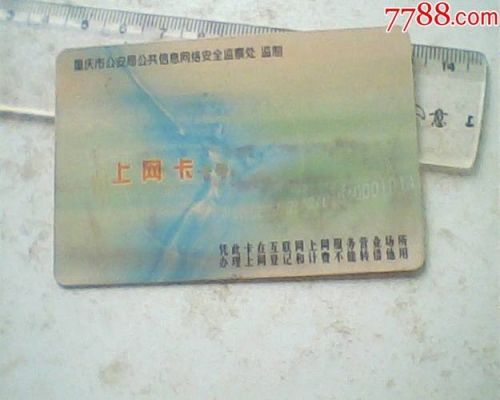 7788.com
重庆市公安局公共信息网络安全监察处 监制
上网卡
凭此卡在互联网上网服务营业场所
办理上网登记和计费不能转借他用
14
意